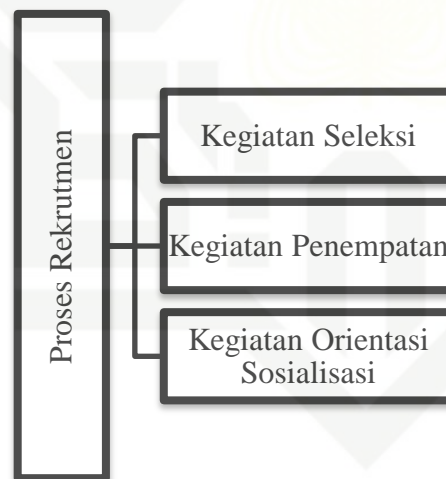 Proses Rekrutmen
Kegiatan Seleksi
Kegiatan Penempatan
Kegiatan Orientasi
Sosialisasi